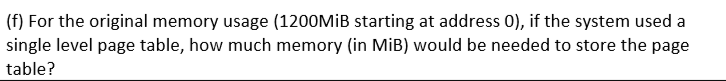 (f) For the original memory usage (1200MiB starting at address 0), if the system used a
single level page table, how much memory (in MiB) would be needed to store the page
table?